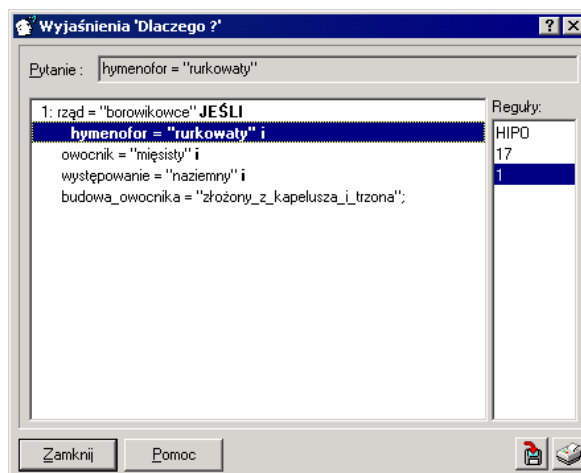 Wyjaśnienia 'Dlaczego ?'
Pytanie : hymenofor = "rurkowaty"
Reguły:
1: rząd = "borowikowce" JEŚLI
hymenofor = "rurkowaty" i
owocnik = "mięsisty" i
występowanie = "naziemny" i
budowa_owocnika = "złożony_z_kapelusza_i_trzona";
HIPO
17
1
Zamknij
Pomoc